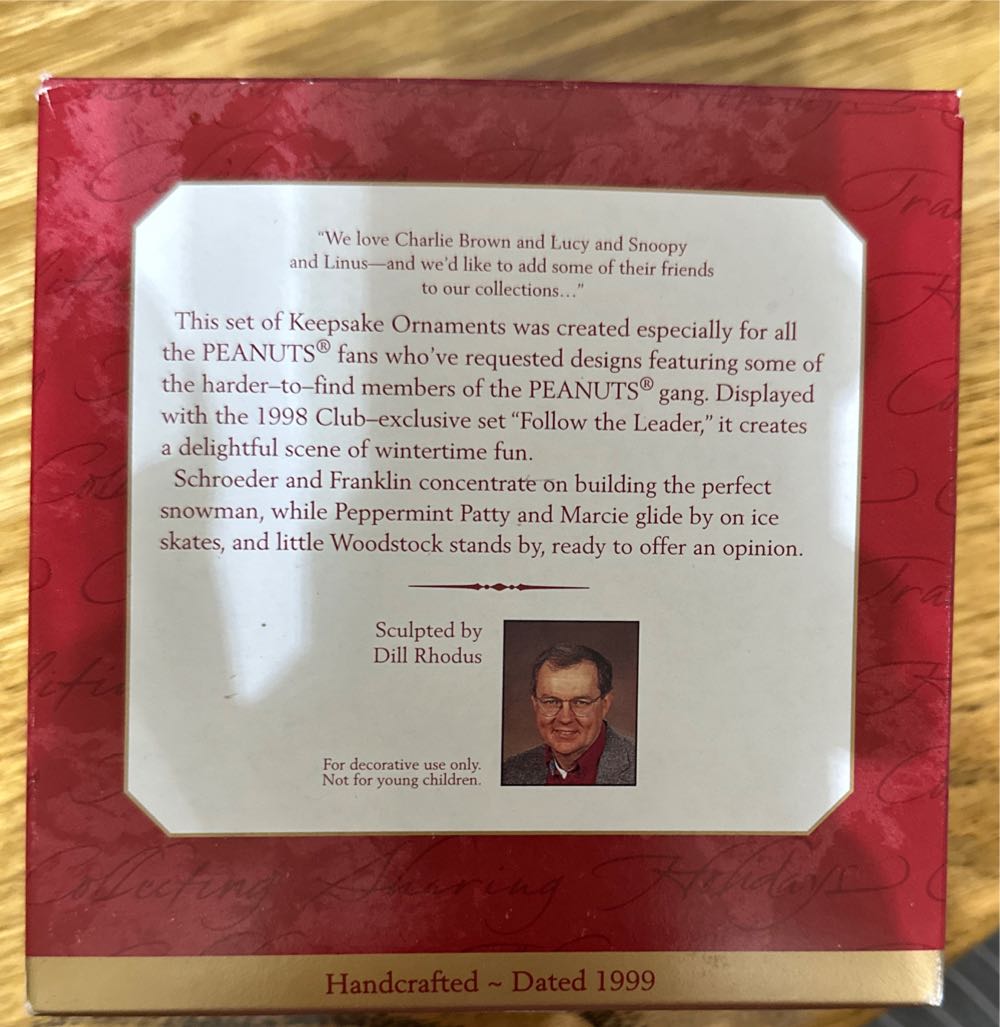 "We love Charlie Brown and Lucy and Snoopy
and Linus—and we'd like to add some of their friends
to our collections..."
This set of Keepsake Ornaments was created especially for all
the PEANUTS® fans who've requested designs featuring some of
the harder–to–find members of the PEANUTS® gang. Displayed
with the 1998 Club–exclusive set "Follow the Leader," it creates
a delightful scene of wintertime fun.
Schroeder and Franklin concentrate on building the perfect
snowman, while Peppermint Patty and Marcie glide by on ice
skates, and little Woodstock stands by, ready to offer an opinion.
Sculpted by
Dill Rhodus
For decorative use only.
Not for young children.
Collecting Sharing Holidays
Handcrafted ~ Dated 1999